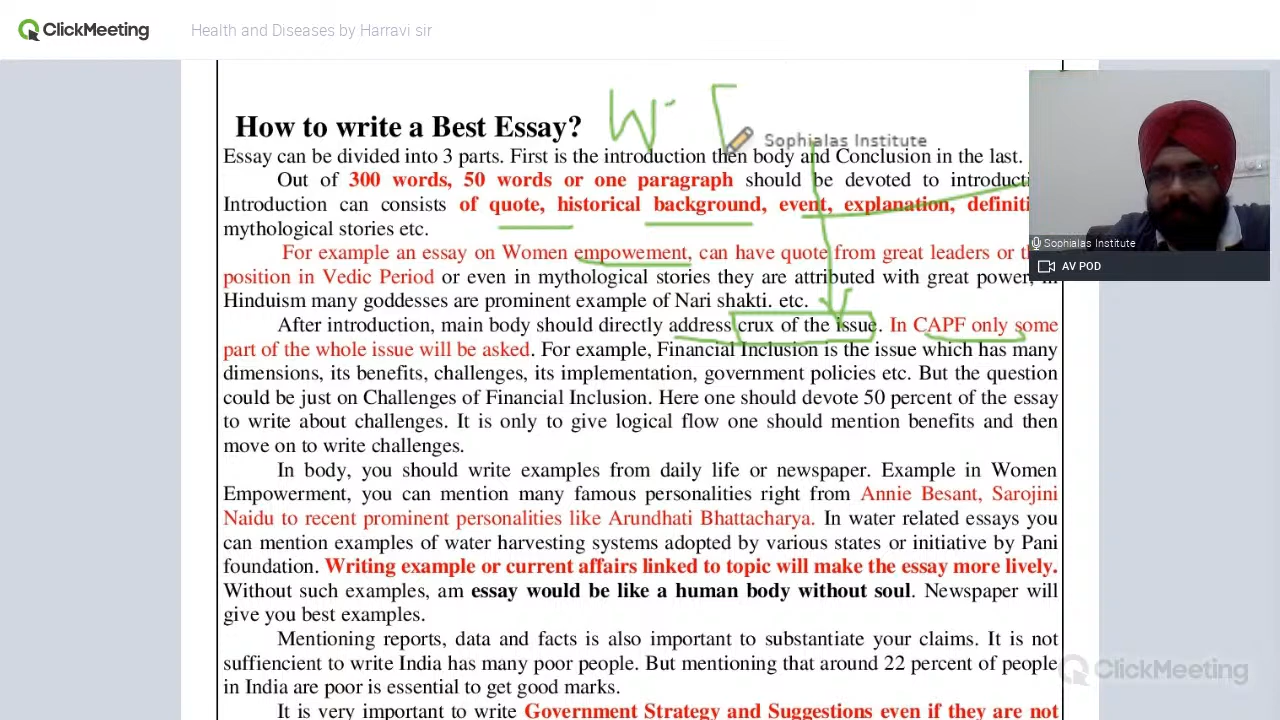 ClickMeeting
Health and Diseases by Harravi sir
How to write a Best Essay?
W.
Sophialas Institute
Essay can be divided into 3 parts. First is the introduction then body and Conclusion in the last.
Out of 300 words, 50 words or one paragraph should be devoted to introducti
Introduction can consists of quote, historical background, event, explanation, definiti
mythological stories etc.
For example an essay on Women empowement, can have quote from great leaders or th
position in Vedic Period or even in mythological stories they are attributed with great power, in
Hinduism many goddesses are prominent example of Nari shakti. etc.
After introduction, main body should directly address crux of the issue. In CAPF only some
part of the whole issue will be asked. For example, Financial Inclusion is the issue which has many
dimensions, its benefits, challenges, its implementation, government policies etc. But the question
could be just on Challenges of Financial Inclusion. Here one should devote 50 percent of the essay
to write about challenges. It is only to give logical flow one should mention benefits and then
move on to write challenges.
In body, you should write examples from daily life or newspaper. Example in Women
Empowerment, you can mention many famous personalities right from Annie Besant, Sarojini
Naidu to recent prominent personalities like Arundhati Bhattacharya. In water related essays you
can mention examples of water harvesting systems adopted by various states or initiative by Pani
foundation. Writing example or current affairs linked to topic will make the essay more lively.
Without such examples, am essay would be like a human body without soul. Newspaper will
give you best examples.
Mentioning reports, data and facts is also important to substantiate your claims. It is not
suffiencient to write India has many poor people. But mentioning that around 22 percent of people
in India are poor is essential to get good marks.
It is very important to write Government Strategy and Suggestions even if they are not
Sophialas Institute
AV POD
ClickMeeting